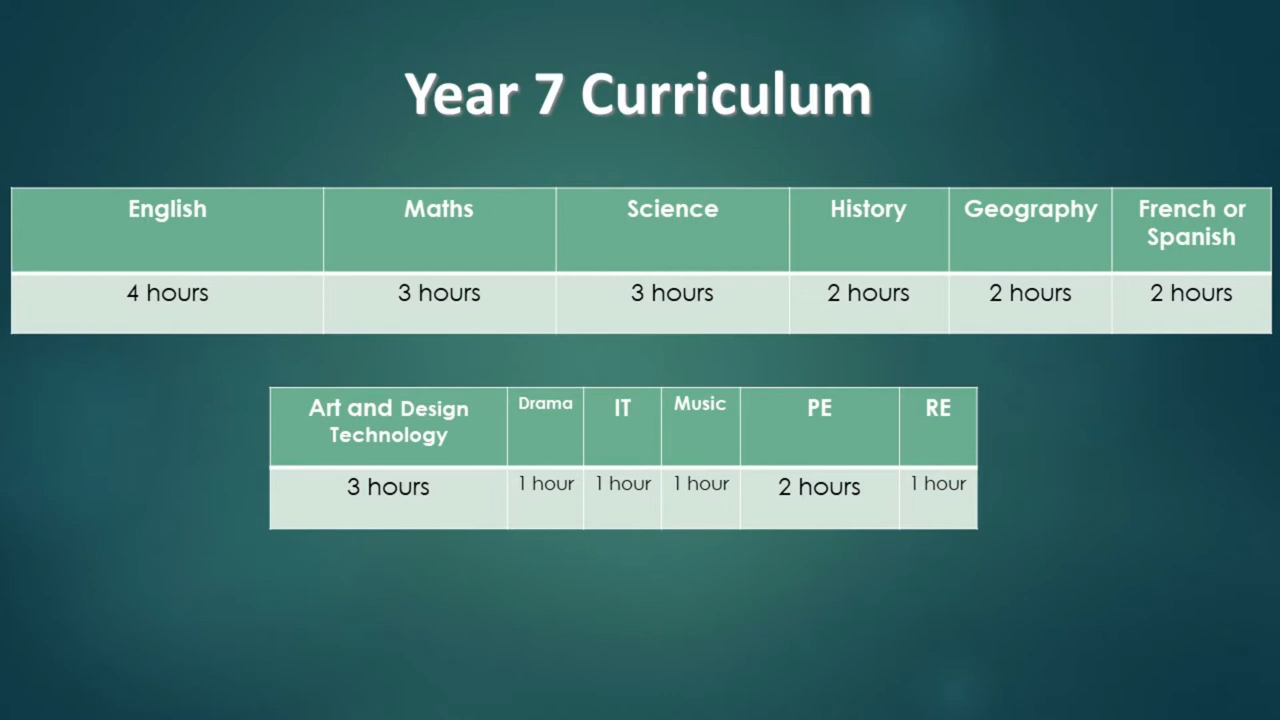 Year 7 Curriculum
English Maths Science History Geography French or
Spanish
4 hours 3 hours 3 hours 2 hours 2 hours 2 hours
Art and Design Drama IT Music PE RE
Technology
3 hours 1 hour 1 hour 1 hour 2 hours 1 hour